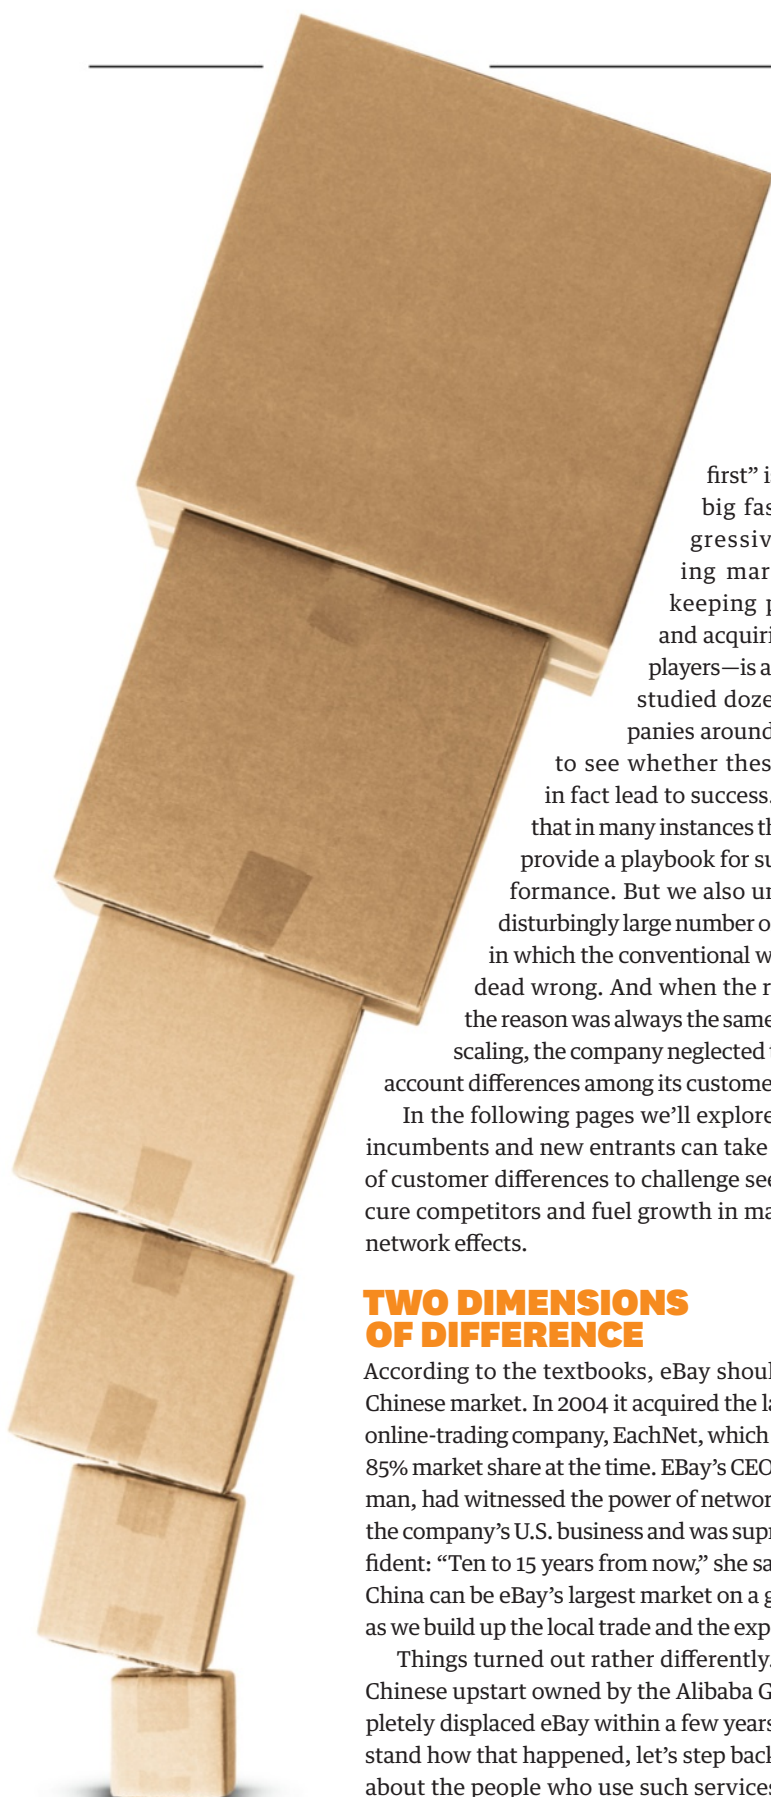 first” i
big fas
gressiv
ing mar
keeping p
and acquiri
players—is a
studied doze
panies around
to see whether thes
in fact lead to success.
that in many instances th
provide a playbook for su
formance. But we also un
disturbingly large number o
in which the conventional w
dead wrong. And when the r
the reason was always the same
scaling, the company neglected
account differences among its custome
In the following pages we’ll explore
incumbents and new entrants can take
of customer differences to challenge see
cure competitors and fuel growth in ma
network effects.
TWO DIMENSIONS
OF DIFFERENCE
According to the textbooks, eBay shoul
Chinese market. In 2004 it acquired the la
online-trading company, EachNet, which
85% market share at the time. EBay’s CEO
man, had witnessed the power of networ
the company’s U.S. business and was supr
fident: “Ten to 15 years from now,” she sa
China can be eBay’s largest market on a g
as we build up the local trade and the exp
Things turned out rather differently.
Chinese upstart owned by the Alibaba G
pletely displaced eBay within a few years
stand how that happened, let’s step back
about the people who use such services